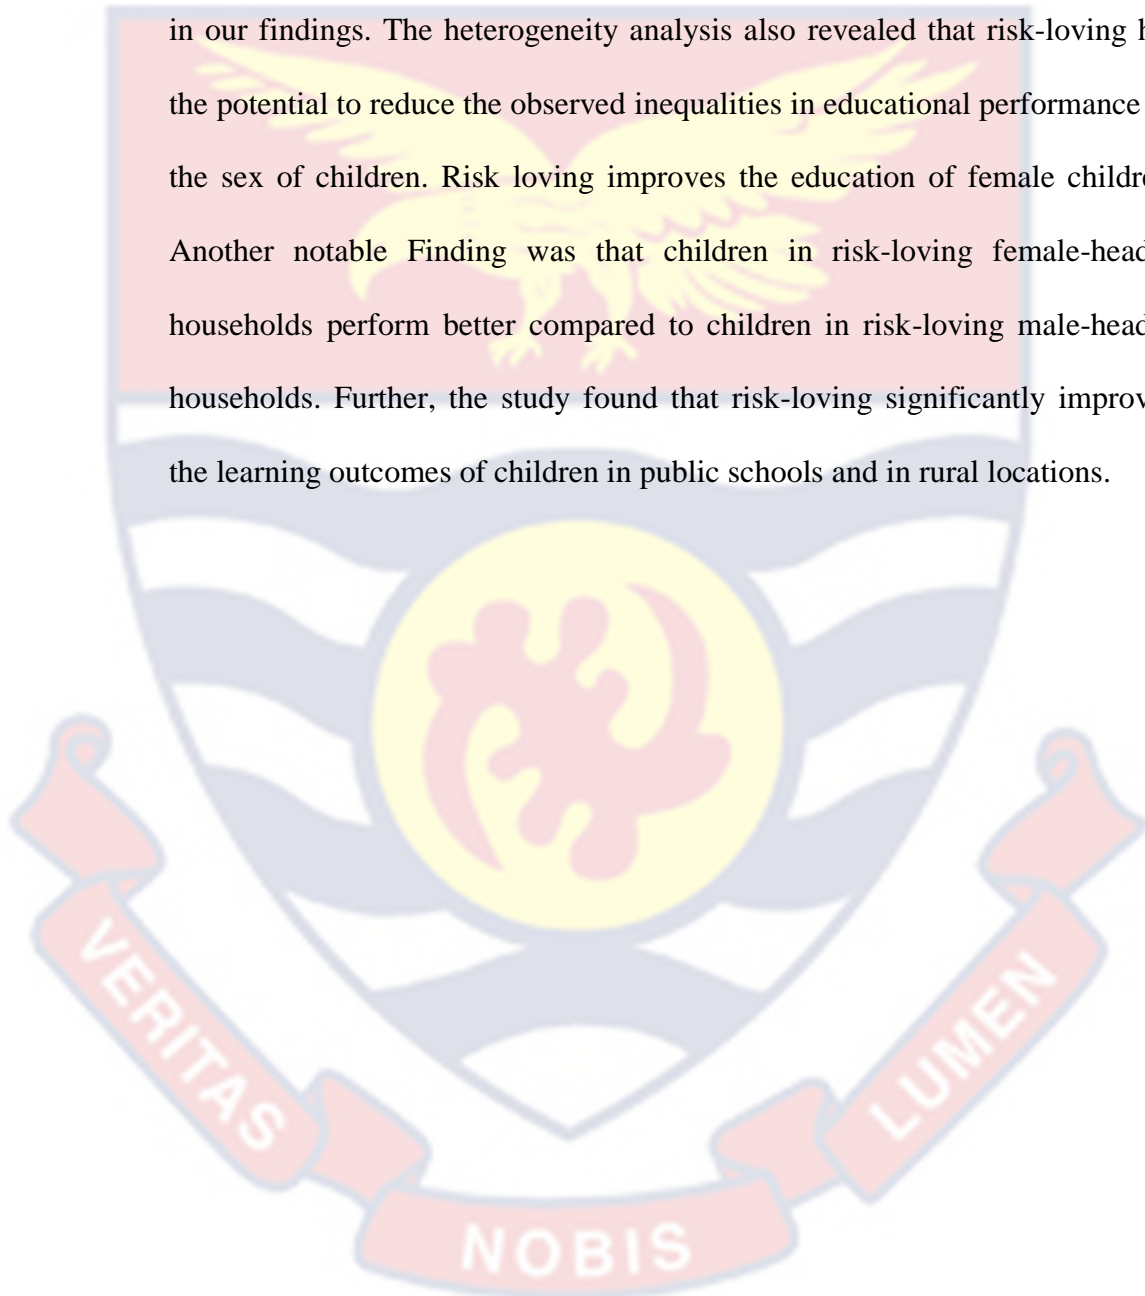 in our findings. The heterogeneity analysis also revealed that risk-loving
the potential to reduce the observed inequalities in educational performance
the sex of children. Risk loving improves the education of female
Another notable Finding was that children in risk-loving
households perform better compared to children in risk-loving
households. Further, the study found that risk-loving significantly
the learning outcomes of children in public schools and in rural locations.
VERITAS
NOBIS
LUMEN